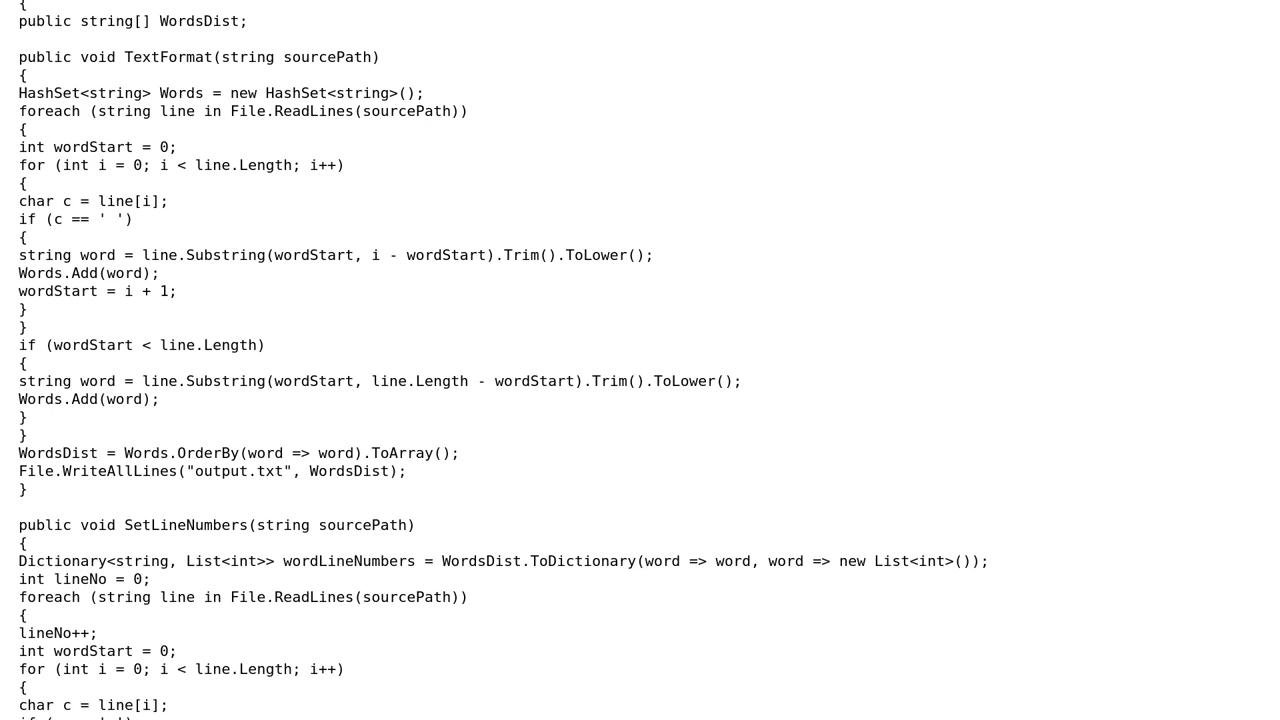 {
public string[] WordsDist;

public void TextFormat(string sourcePath)
{
HashSet<string> Words = new HashSet<string>();
foreach (string line in File.ReadLines(sourcePath))
{
int wordStart = 0;
for (int i = 0; i < line.Length; i++)
{
char c = line[i];
if (c == ' ')
{
string word = line.Substring(wordStart, i - wordStart).Trim().ToLower();
Words.Add(word);
wordStart = i + 1;
}
}
if (wordStart < line.Length)
{
string word = line.Substring(wordStart, line.Length - wordStart).Trim().ToLower();
Words.Add(word);
}
}
WordsDist = Words.OrderBy(word => word).ToArray();
File.WriteAllLines("output.txt", WordsDist);
}

public void SetLineNumbers(string sourcePath)
{
Dictionary<string, List<int>> wordLineNumbers = WordsDist.ToDictionary(word => word, word => new List<int>());
int lineNo = 0;
foreach (string line in File.ReadLines(sourcePath))
{
lineNo++;
int wordStart = 0;
for (int i = 0; i < line.Length; i++)
{
char c = line[i];